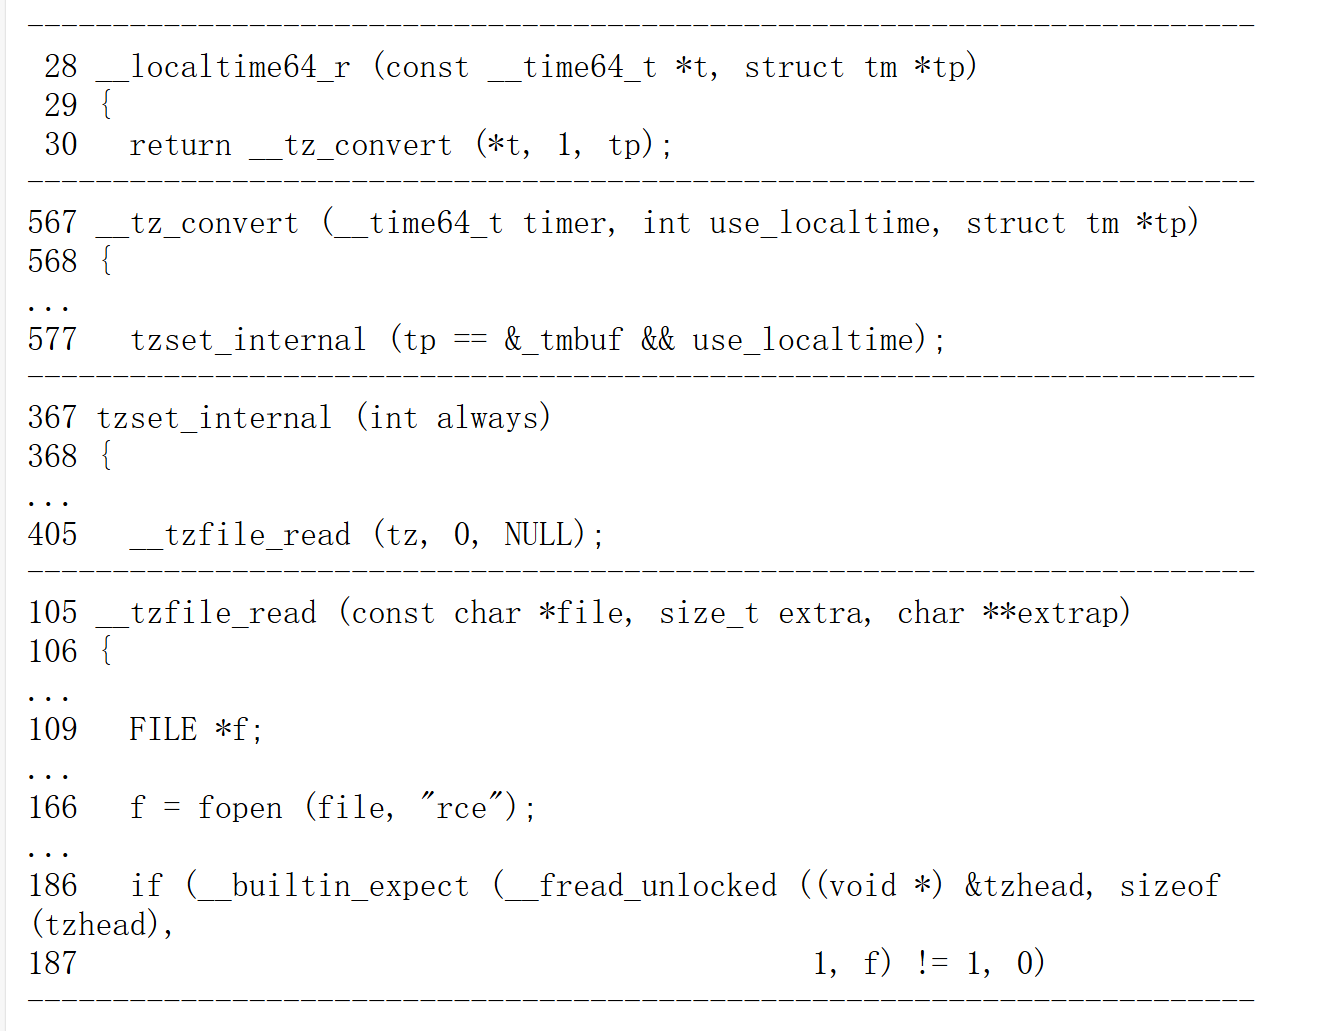 ------------------------------------------------------------------------
 28 __localtime64_r (const __time64_t *t, struct tm *tp)
 29 {
 30   return __tz_convert (*t, 1, tp);
------------------------------------------------------------------------
567 __tz_convert (__time64_t timer, int use_localtime, struct tm *tp)
568 {
...
577   tzset_internal (tp == &_tmbuf && use_localtime);
------------------------------------------------------------------------
367 tzset_internal (int always)
368 {
...
405   __tzfile_read (tz, 0, NULL);
------------------------------------------------------------------------
105 __tzfile_read (const char *file, size_t extra, char **extrap)
106 {
...
109   FILE *f;
...
166   f = fopen (file, "rce");
...
186   if (__builtin_expect (__fread_unlocked ((void *) &tzhead, sizeof
(tzhead),
187                                           1, f) != 1, 0)
------------------------------------------------------------------------